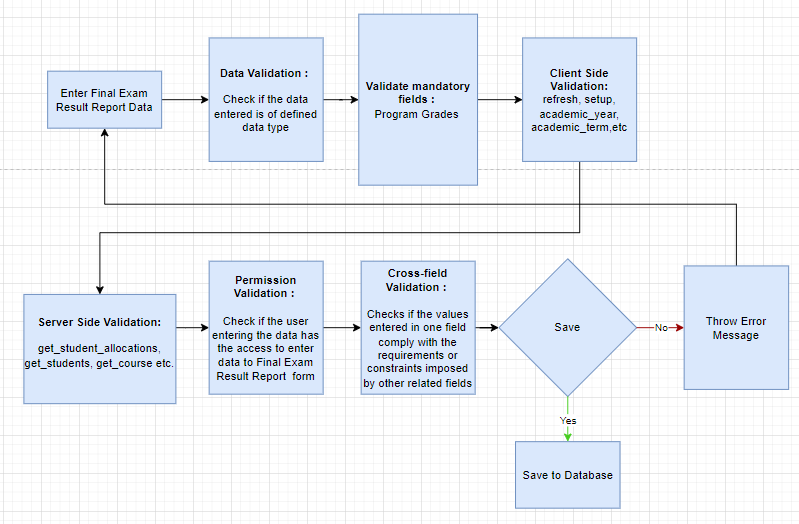 Enter Final Exam
Result Report Data
Data Validation :
Check if the data
entered is of defined
data type
Validate mandatory
fields :
Program Grades
Client Side
Validation:
refresh, setup,
academic_year,
academic_term,etc
Server Side Validation:
get_student_allocations,
get_students, get_course etc.
Permission
Validation :
Check if the user
entering the data has
the access to enter
data to Final Exam
Result Report form
Cross-field
Validation :
Checks if the values
entered in one field
comply with the
requirements or
constraints imposed
by other related fields
Save
No
Throw Error
Message
Yes
Save to Database